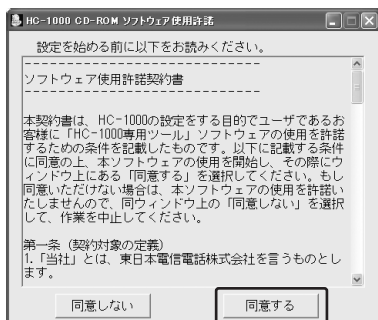 HC-1000 CD-ROM ソフトウェア使用許諾
設定を始める前に以下をお読みください。
----------------------------
ソフトウェア使用許諾契約書
----------------------------
本契約書は、HC-1000の設定をする目的でユーザであるお
客様に「HC-1000専用ツール」ソフトウェアの使用を許諾
するための条件を記載したものです。以下に記載する条件
に同意の上、本ソフトウェアの使用を開始し、その際にウ
ィンドウ上にある「同意する」を選択してください。もし
同意いただけない場合は、本ソフトウェアの使用を許諾い
たしませんので、同ウィンドウ上の「同意しない」を選択
して、作業を中止してください。
第一条（契約対象の定義）
1.「当社」とは、東日本電信電話株式会社を言うものとし
ます。
同意しない 同意する